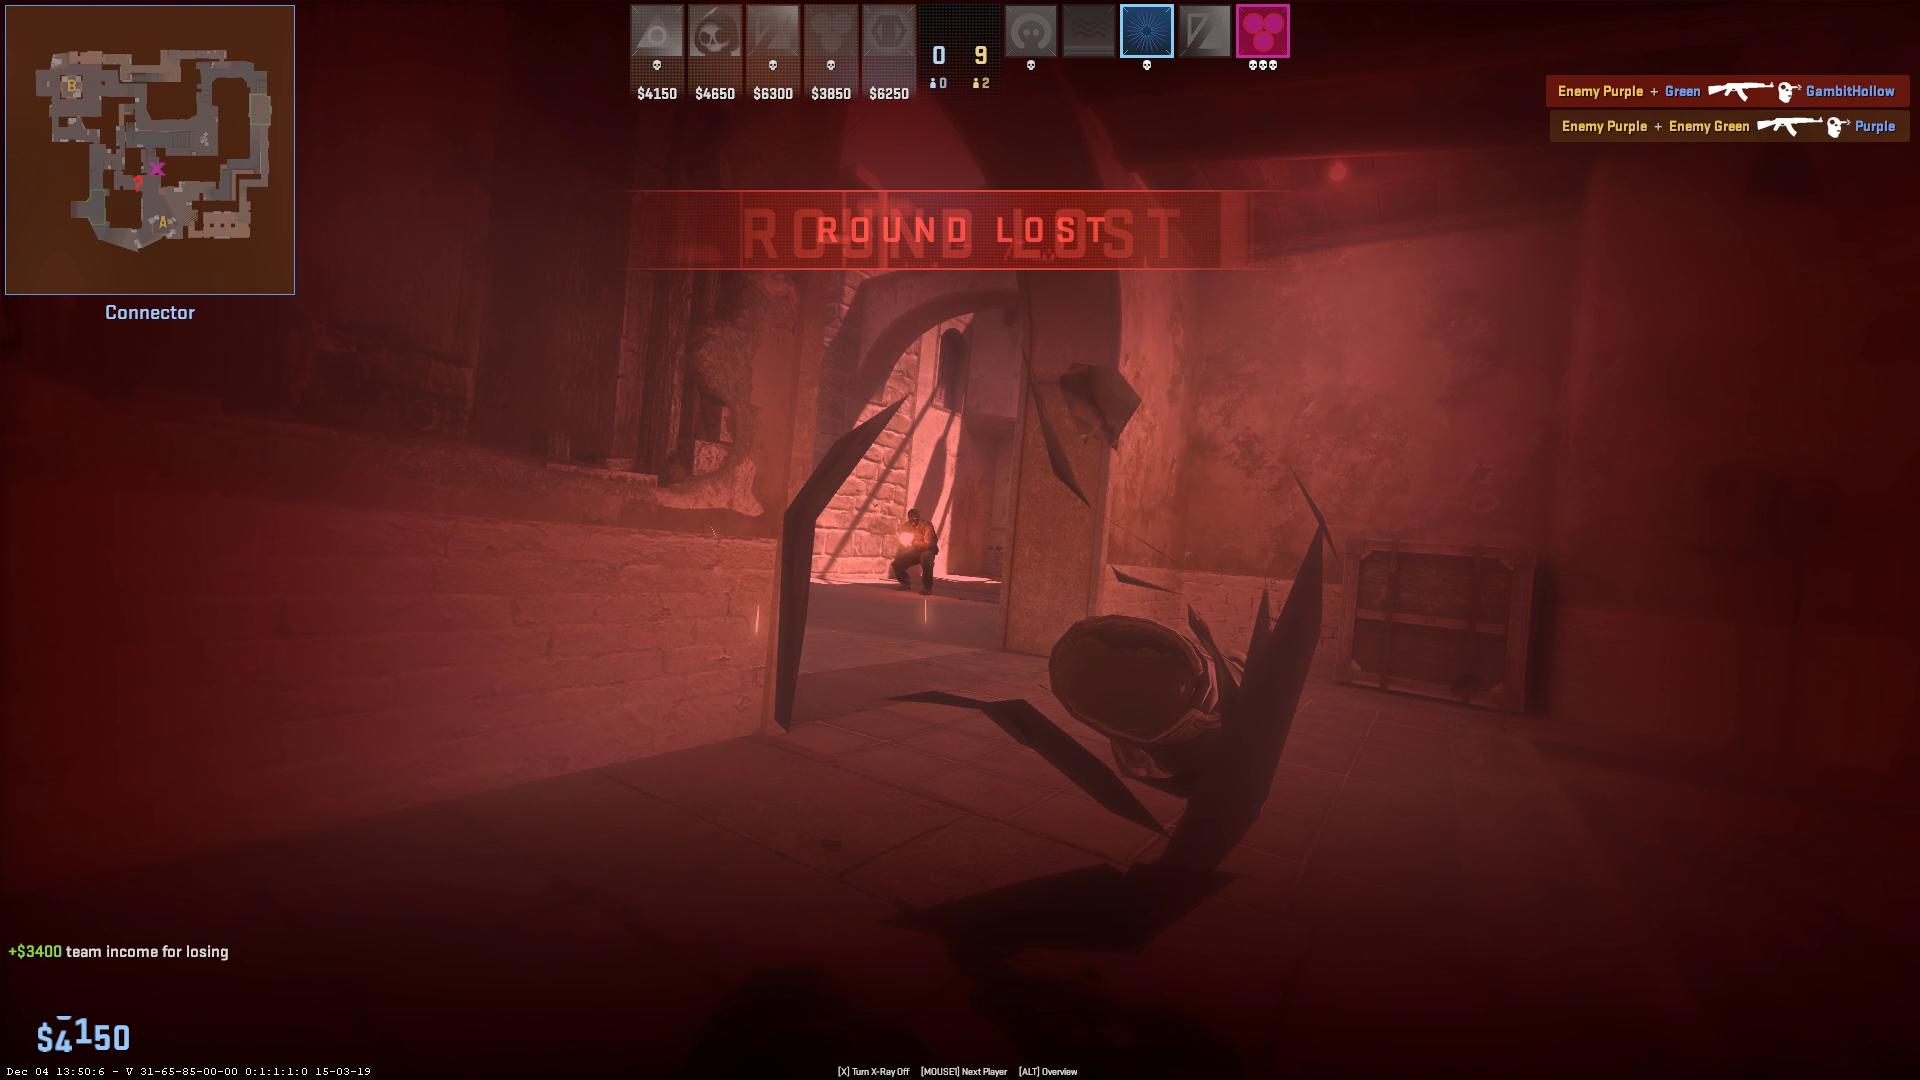 B
A
?
Connector
$4150
$4650
$6300
$3850
$6250
0 9
0 2
Enemy Purple + Green GambitHollow
Enemy Purple + Enemy Green Purple
ROUND LOST
+$3400 team income for losing
$4150
Dec 04 13:50:6 - V 31-65-85-00-00 0:1:1:1:0 15-03-19
[X] Turn X-Ray Off [MOUSE1] Next Player [ALT] Overview